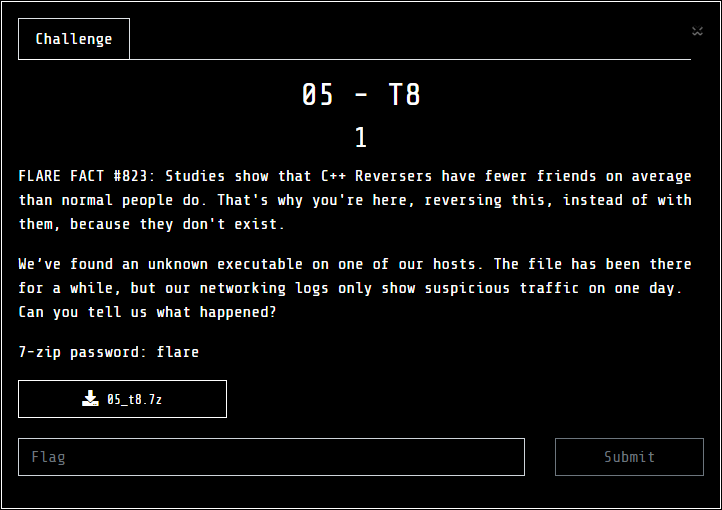 Challenge
05 - T8
1
FLARE FACT #823: Studies show that C++ Reversers have fewer friends on average
than normal people do. That's why you're here, reversing this, instead of with
them, because they don't exist.
We’ve found an unknown executable on one of our hosts. The file has been there
for a while, but our networking logs only show suspicious traffic on one day.
Can you tell us what happened?
7-zip password: flare
05_t8.7z
Flag
Submit